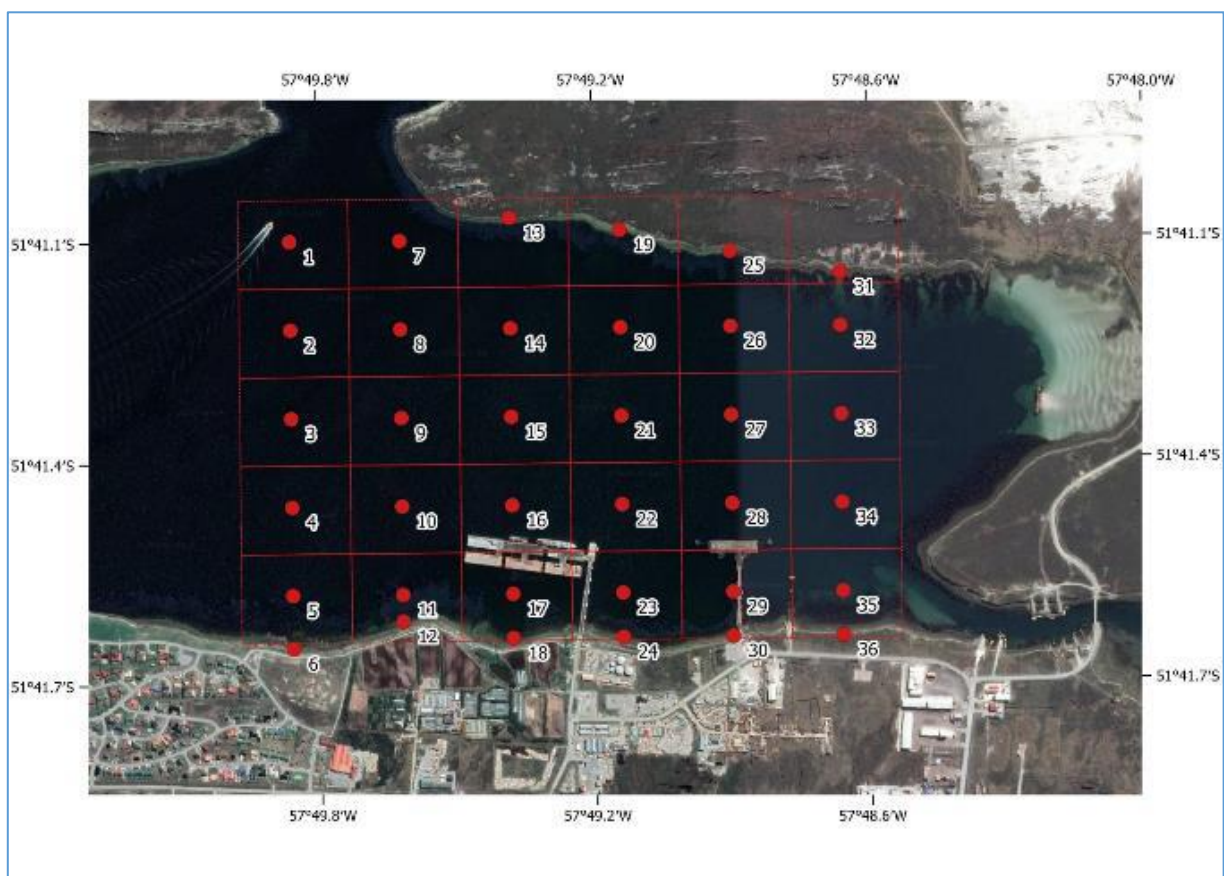 57°49.8'W 57°49.2'W 57°48.6'W 57°48.0'W
51°41.1'S 51°41.1'S
1 7 13 19 25 31
2 8 14 20 26 32
3 9 15 21 27 33
51°41.4'S 51°41.4'S
4 10 16 22 28 34
5 11 17 23 29 35
6 12 18 24 30 36
51°41.7'S 51°41.7'S
57°49.8'W 57°49.2'W 57°48.6'W